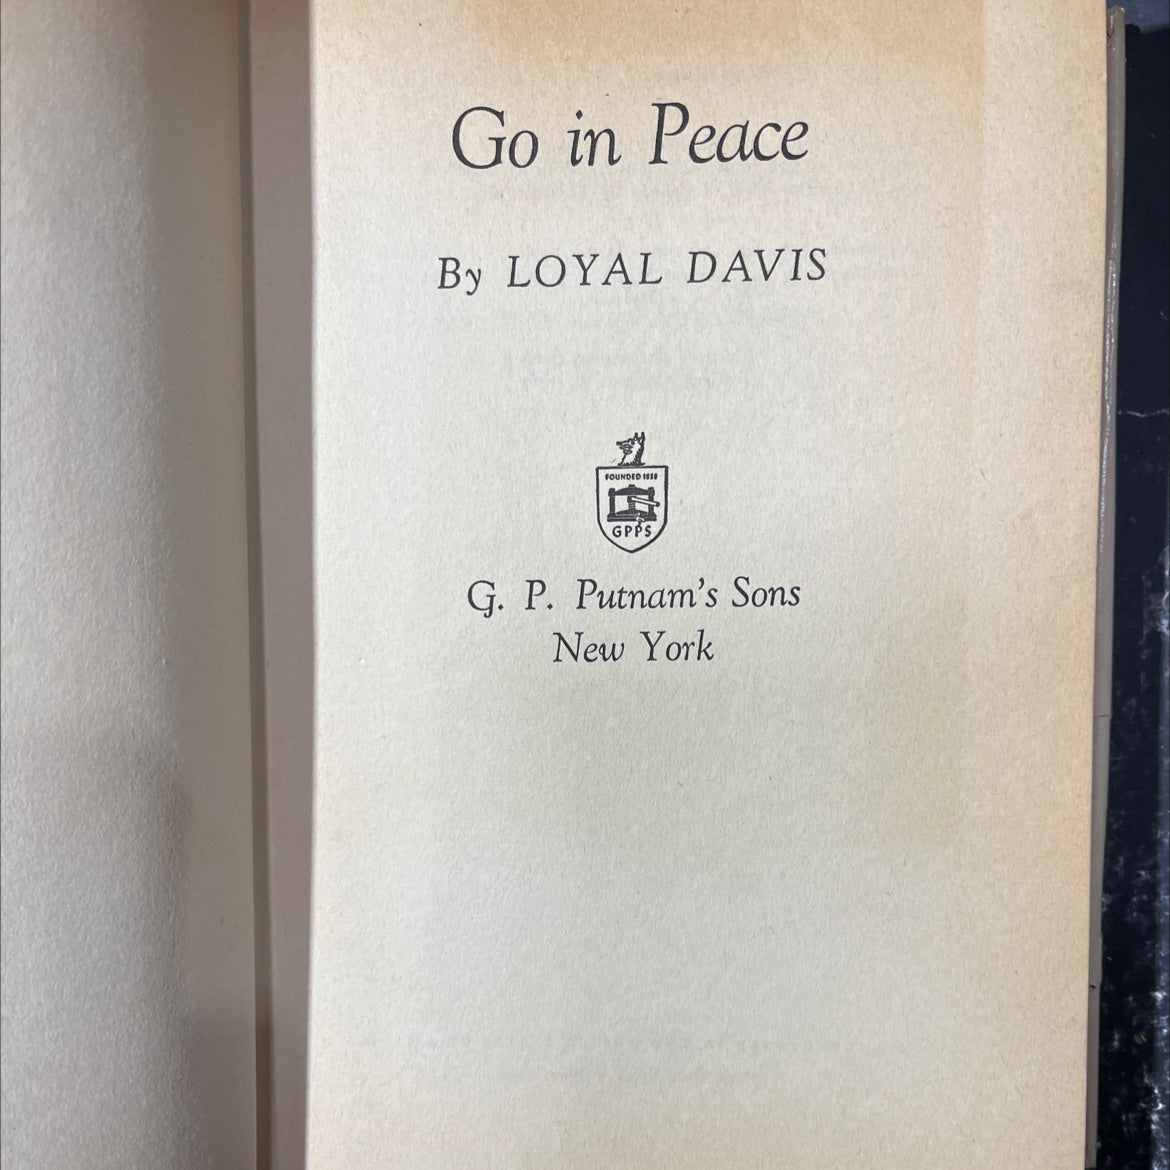 Go in Peace
By LOYAL DAVIS
FOUNDED 1838
GPPS
G. P. Putnam's Sons
New York